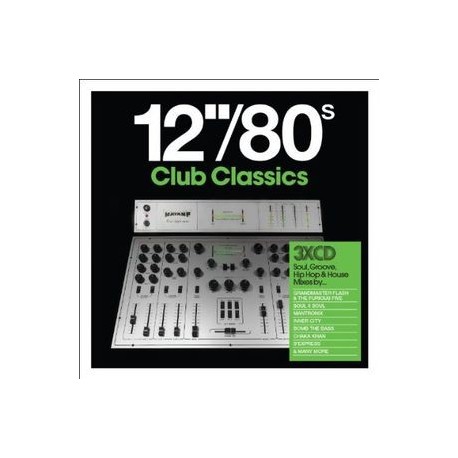 12"/80s
Club Classics
3XCD
Soul, Groove,
Hip Hop & House
Mixes by...
GRANDMASTER FLASH
& THE FURIOUS FIVE
SOUL II SOUL
MANTRONIX
INNER CITY
BOMB THE BASS
CHAKA KHAN
S'EXPRESS
& MANY MORE